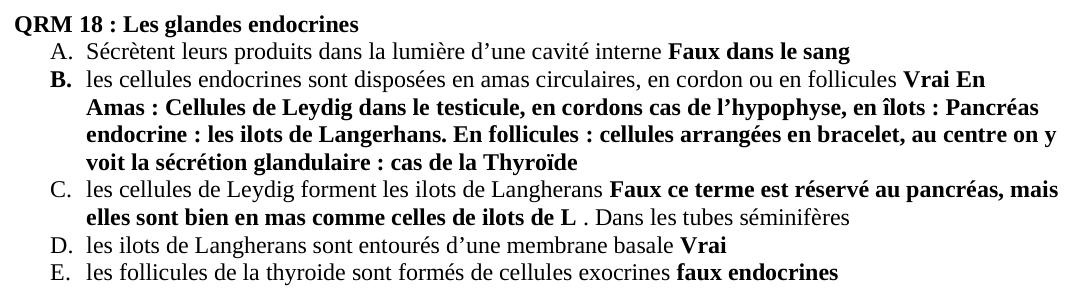 QRM 18 : Les glandes endocrines
A. Sécrètent leurs produits dans la lumière d’une cavité interne Faux dans le sang
B. les cellules endocrines sont disposées en amas circulaires, en cordon ou en follicules Vrai En
Amas : Cellules de Leydig dans le testicule, en cordons cas de l’hypophyse, en îlots : Pancréas
endocrine : les ilots de Langerhans. En follicules : cellules arrangées en bracelet, au centre on y
voit la sécrétion glandulaire : cas de la Thyroïde
C. les cellules de Leydig forment les ilots de Langherans Faux ce terme est réservé au pancréas, mais
elles sont bien en mas comme celles de ilots de L . Dans les tubes séminifères
D. les ilots de Langherans sont entourés d’une membrane basale Vrai
E. les follicules de la thyroide sont formés de cellules exocrines faux endocrines